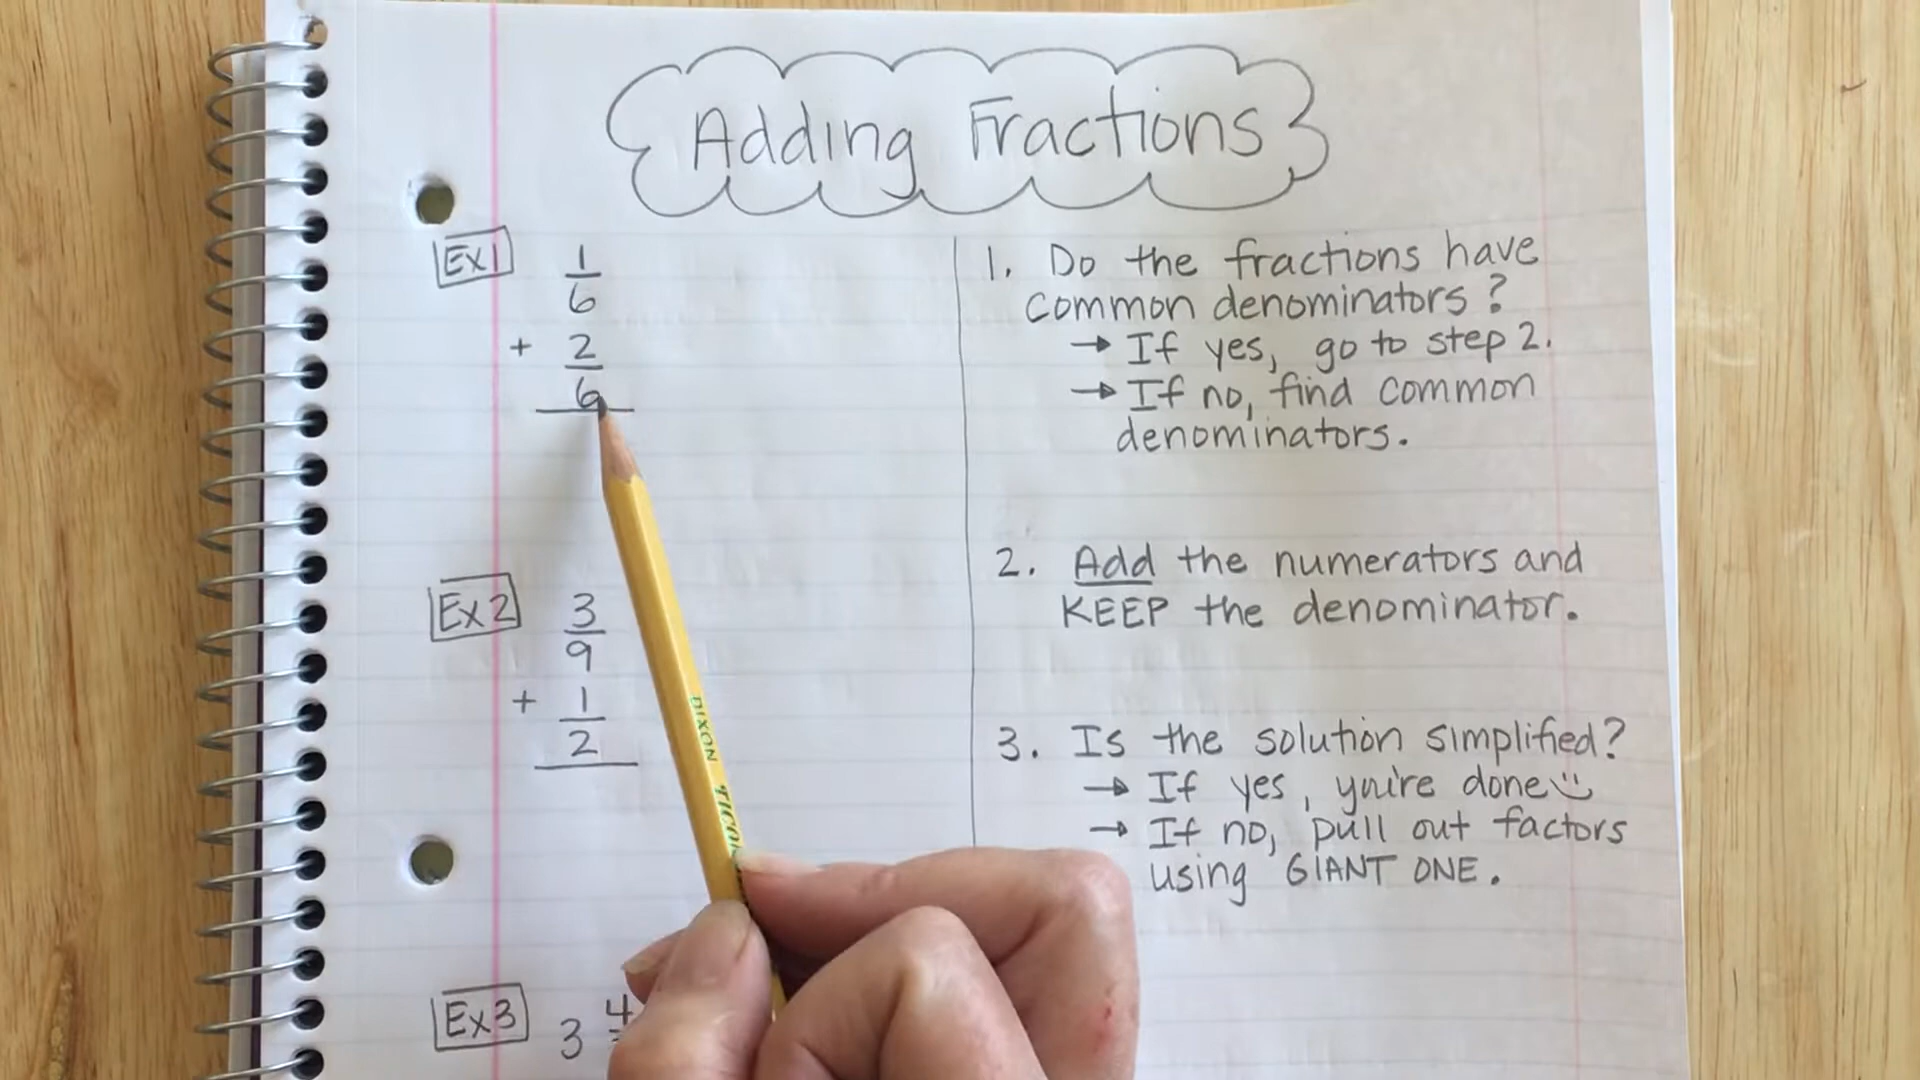 Adding Fractions
Ex1
1
6
+ 2
6
1. Do the fractions have
common denominators?
→ If yes, go to step 2.
→ If no, find common
denominators.
2. Add the numerators and
KEEP the denominator.
Ex2
3
9
+ 1
2
3. Is the solution simplified?
→ If yes, you're done
→ If no, pull out factors
using GIANT ONE.
Ex3
3 4
DIXON